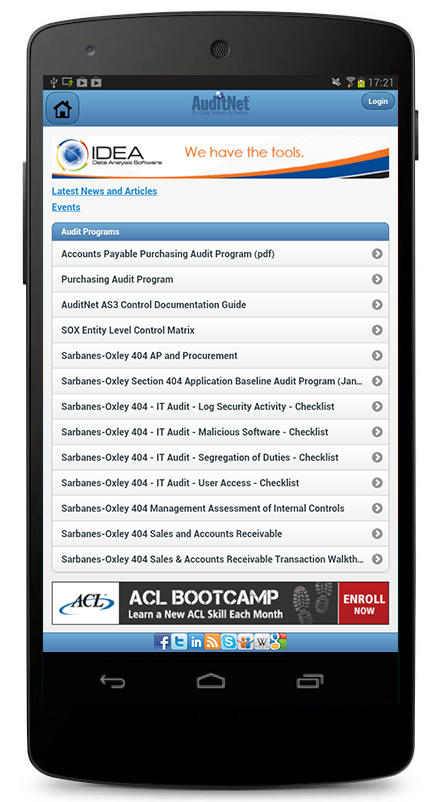 17:21
AuditNet
Login
IDEA
Data Analysis Software
We have the tools.
Latest News and Articles
Events
Audit Programs
Accounts Payable Purchasing Audit Program (pdf)
Purchasing Audit Program
AuditNet AS3 Control Documentation Guide
SOX Entity Level Control Matrix
Sarbanes-Oxley 404 AP and Procurement
Sarbanes-Oxley Section 404 Application Baseline Audit Program (Jan...
Sarbanes-Oxley 404 - IT Audit - Log Security Activity - Checklist
Sarbanes-Oxley 404 - IT Audit - Malicious Software - Checklist
Sarbanes-Oxley 404 - IT Audit - Segregation of Duties - Checklist
Sarbanes-Oxley 404 - IT Audit - User Access - Checklist
Sarbanes-Oxley 404 Management Assessment of Internal Controls
Sarbanes-Oxley 404 Sales and Accounts Receivable
Sarbanes-Oxley 404 Sales & Accounts Receivable Transaction Walkth...
ACL
ACL BOOTCAMP
Learn a New ACL Skill Each Month
ENROLL
NOW
f t in S W g